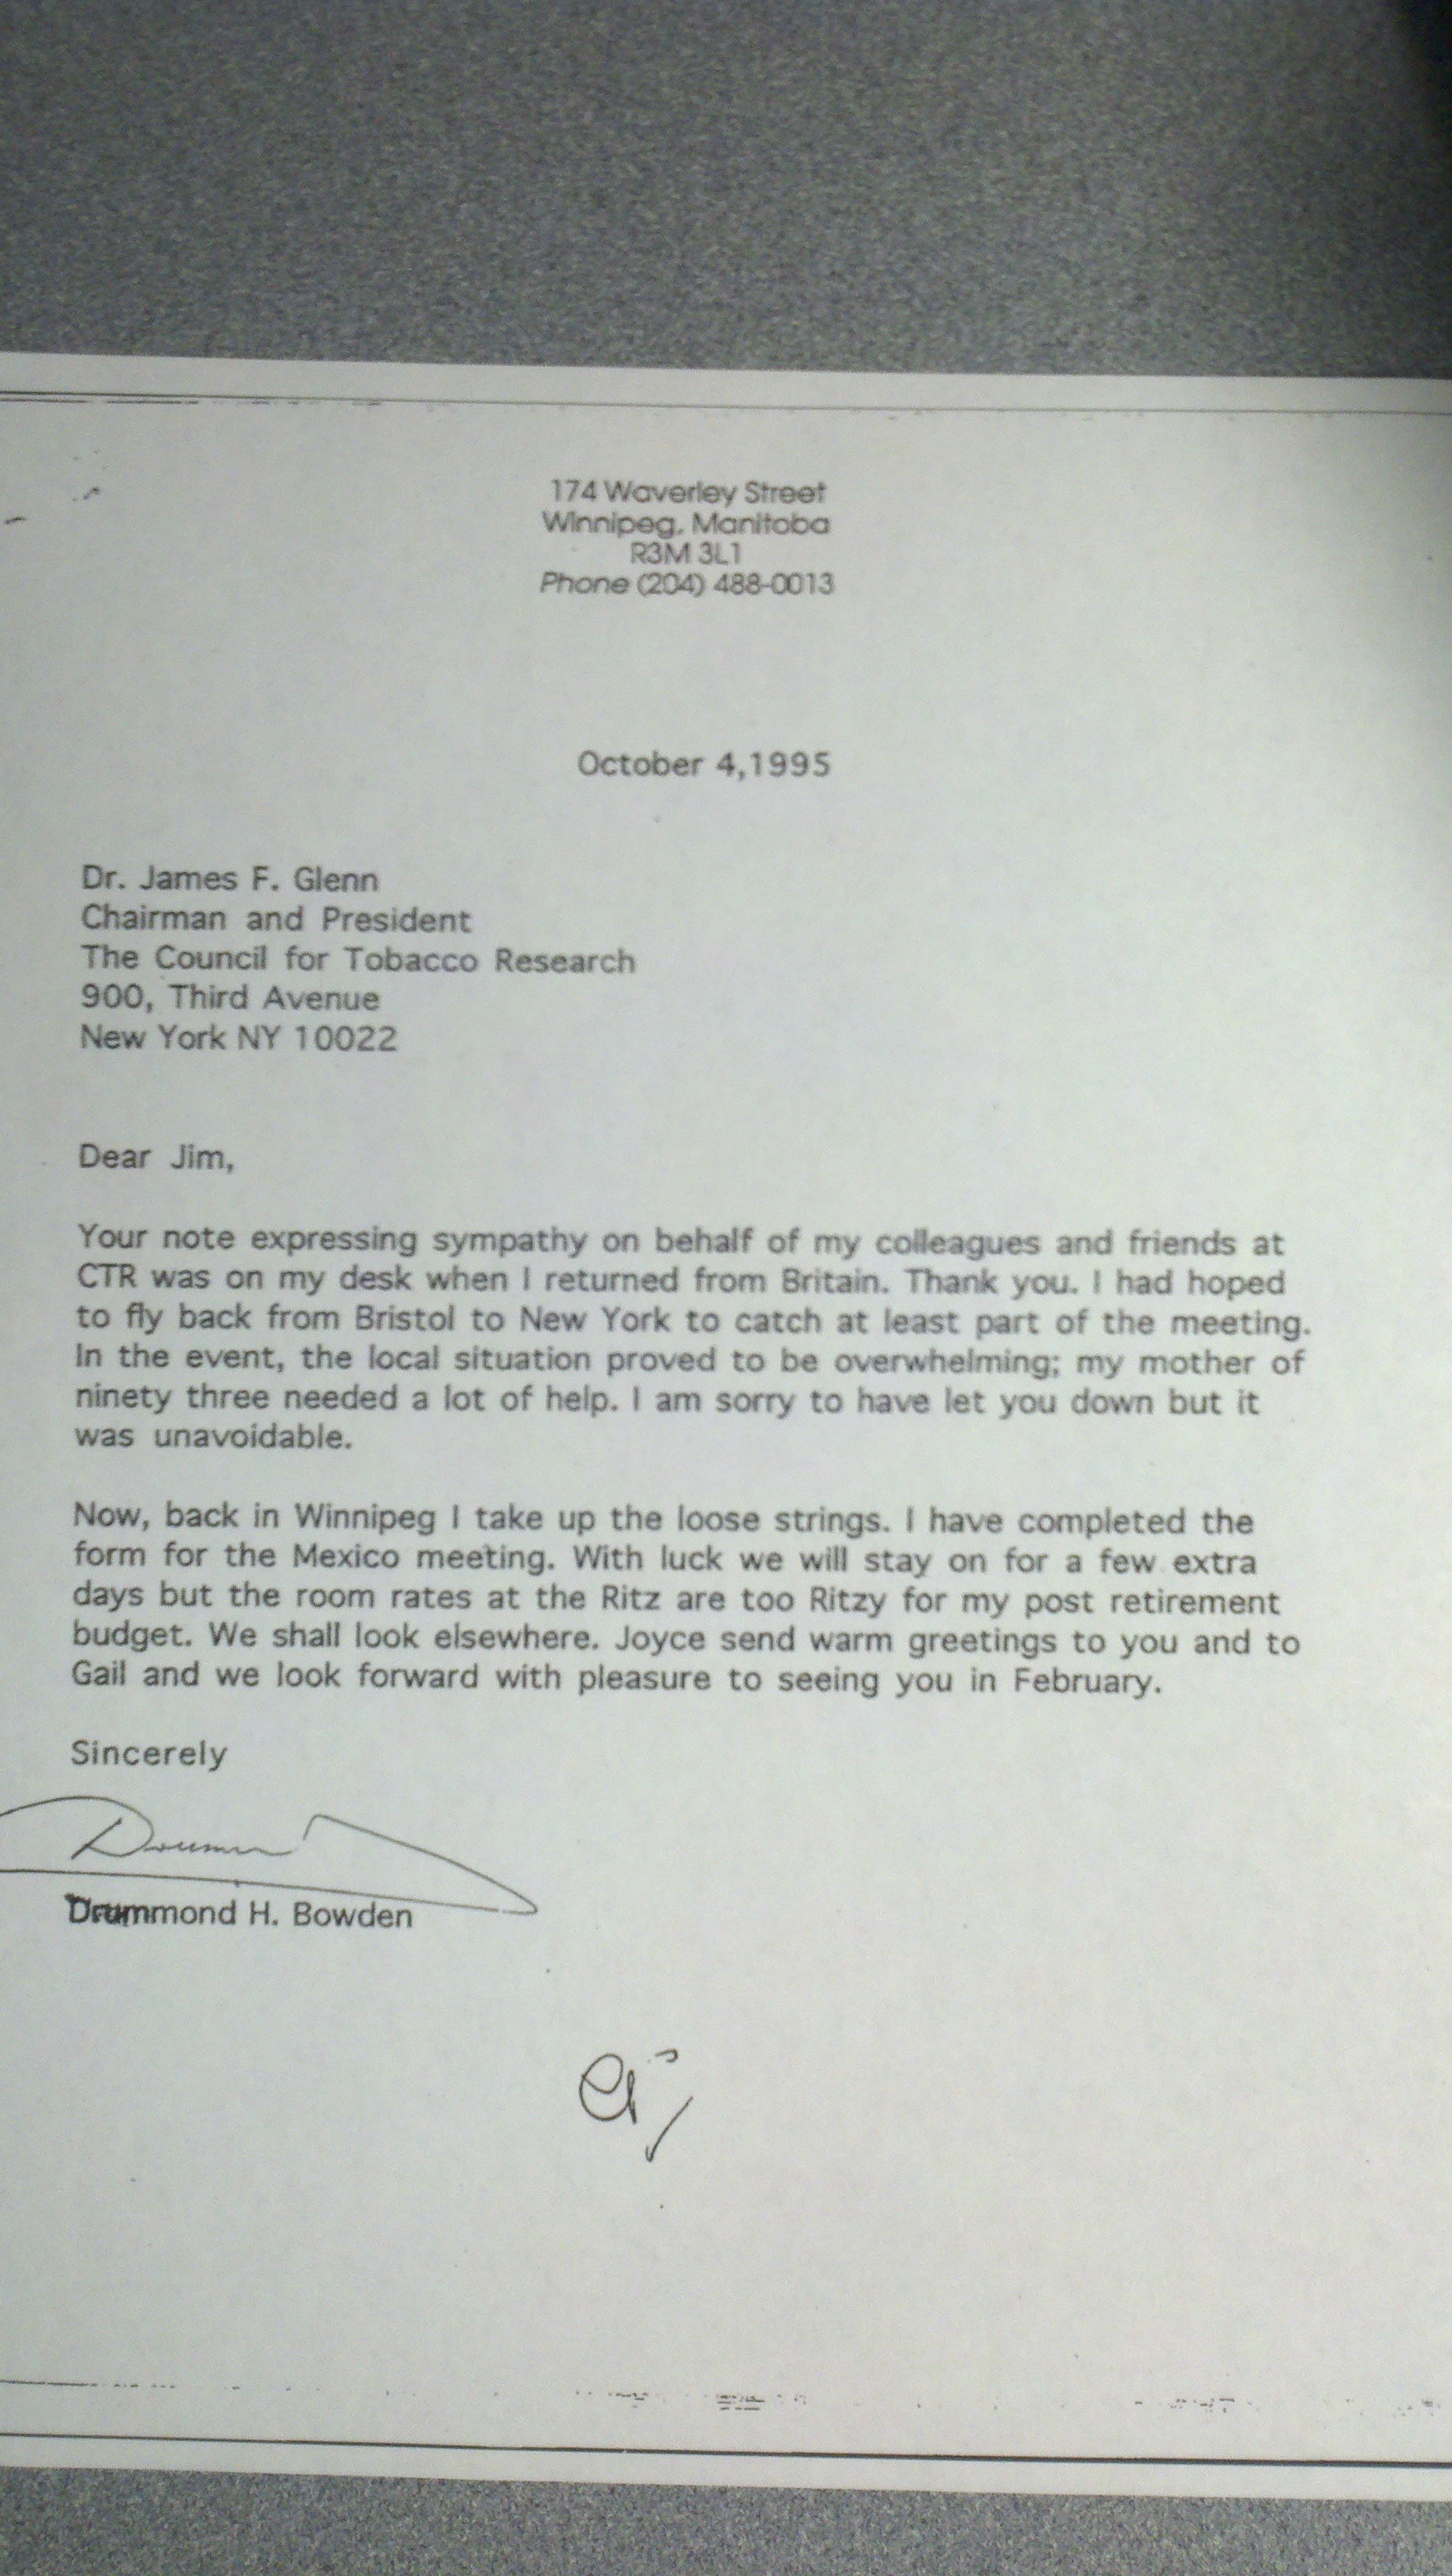 174 Waverley Street
Winnipeg, Manitoba
R3M 3L1
Phone (204) 488-0013
October 4,1995
Dr. James F. Glenn
Chairman and President
The Council for Tobacco Research
900, Third Avenue
New York NY 10022
Dear Jim,
Your note expressing sympathy on behalf of my colleagues and friends at
CTR was on my desk when I returned from Britain. Thank you. I had hoped
to fly back from Bristol to New York to catch at least part of the meeting.
In the event, the local situation proved to be overwhelming; my mother of
ninety three needed a lot of help. I am sorry to have let you down but it
was unavoidable.
Now, back in Winnipeg I take up the loose strings. I have completed the
form for the Mexico meeting. With luck we will stay on for a few extra
days but the room rates at the Ritz are too Ritzy for my post retirement
budget. We shall look elsewhere. Joyce send warm greetings to you and to
Gail and we look forward with pleasure to seeing you in February.
Sincerely
Drummond H. Bowden